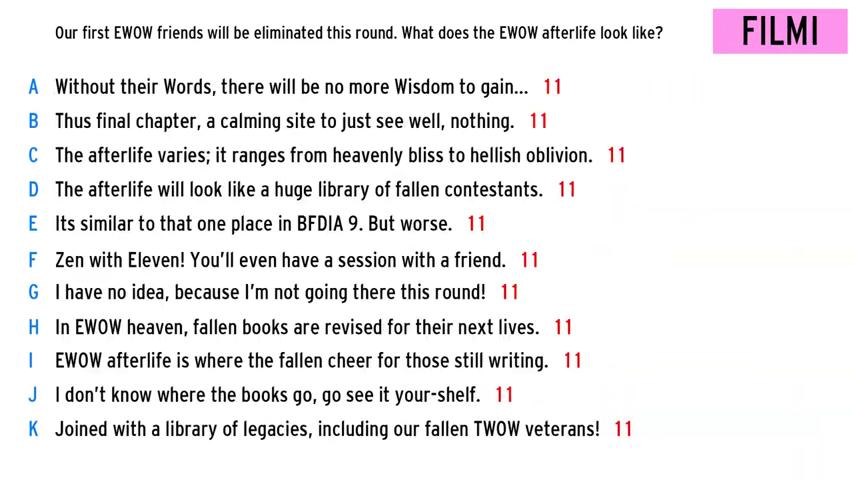 Our first EWOW friends will be eliminated this round. What does the EWOW afterlife look like?
FILMI
A Without their Words, there will be no more Wisdom to gain... 11
B Thus final chapter, a calming site to just see well, nothing. 11
C The afterlife varies; it ranges from heavenly bliss to hellish oblivion. 11
D The afterlife will look like a huge library of fallen contestants. 11
E Its similar to that one place in BFDIA 9. But worse. 11
F Zen with Eleven! You'll even have a session with a friend. 11
G I have no idea, because I'm not going there this round! 11
H In EWOW heaven, fallen books are revised for their next lives. 11
I EWOW afterlife is where the fallen cheer for those still writing. 11
J I don't know where the books go, go see it your-shelf. 11
K Joined with a library of legacies, including our fallen TWOW veterans! 11